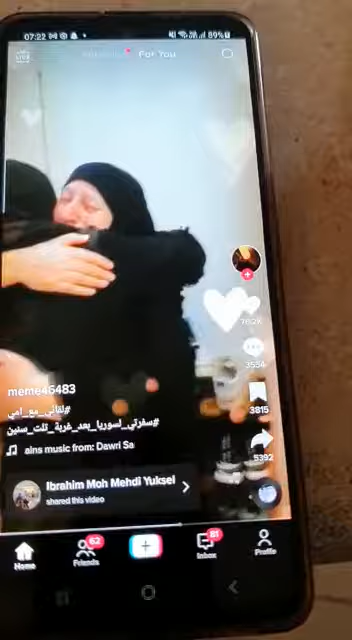 07:22
89%
LIVE
For You
762K
3554
3815
5392
meme46483
#لقائي_مع_امي
#سفرتي_لسوريا_بعد_غربة_تلت_سنين
ains music from: Dawri Sa
Ibrahim Moh Mehdi Yuksel
shared this video
62
81
Home
Friends
Inbox
Profile